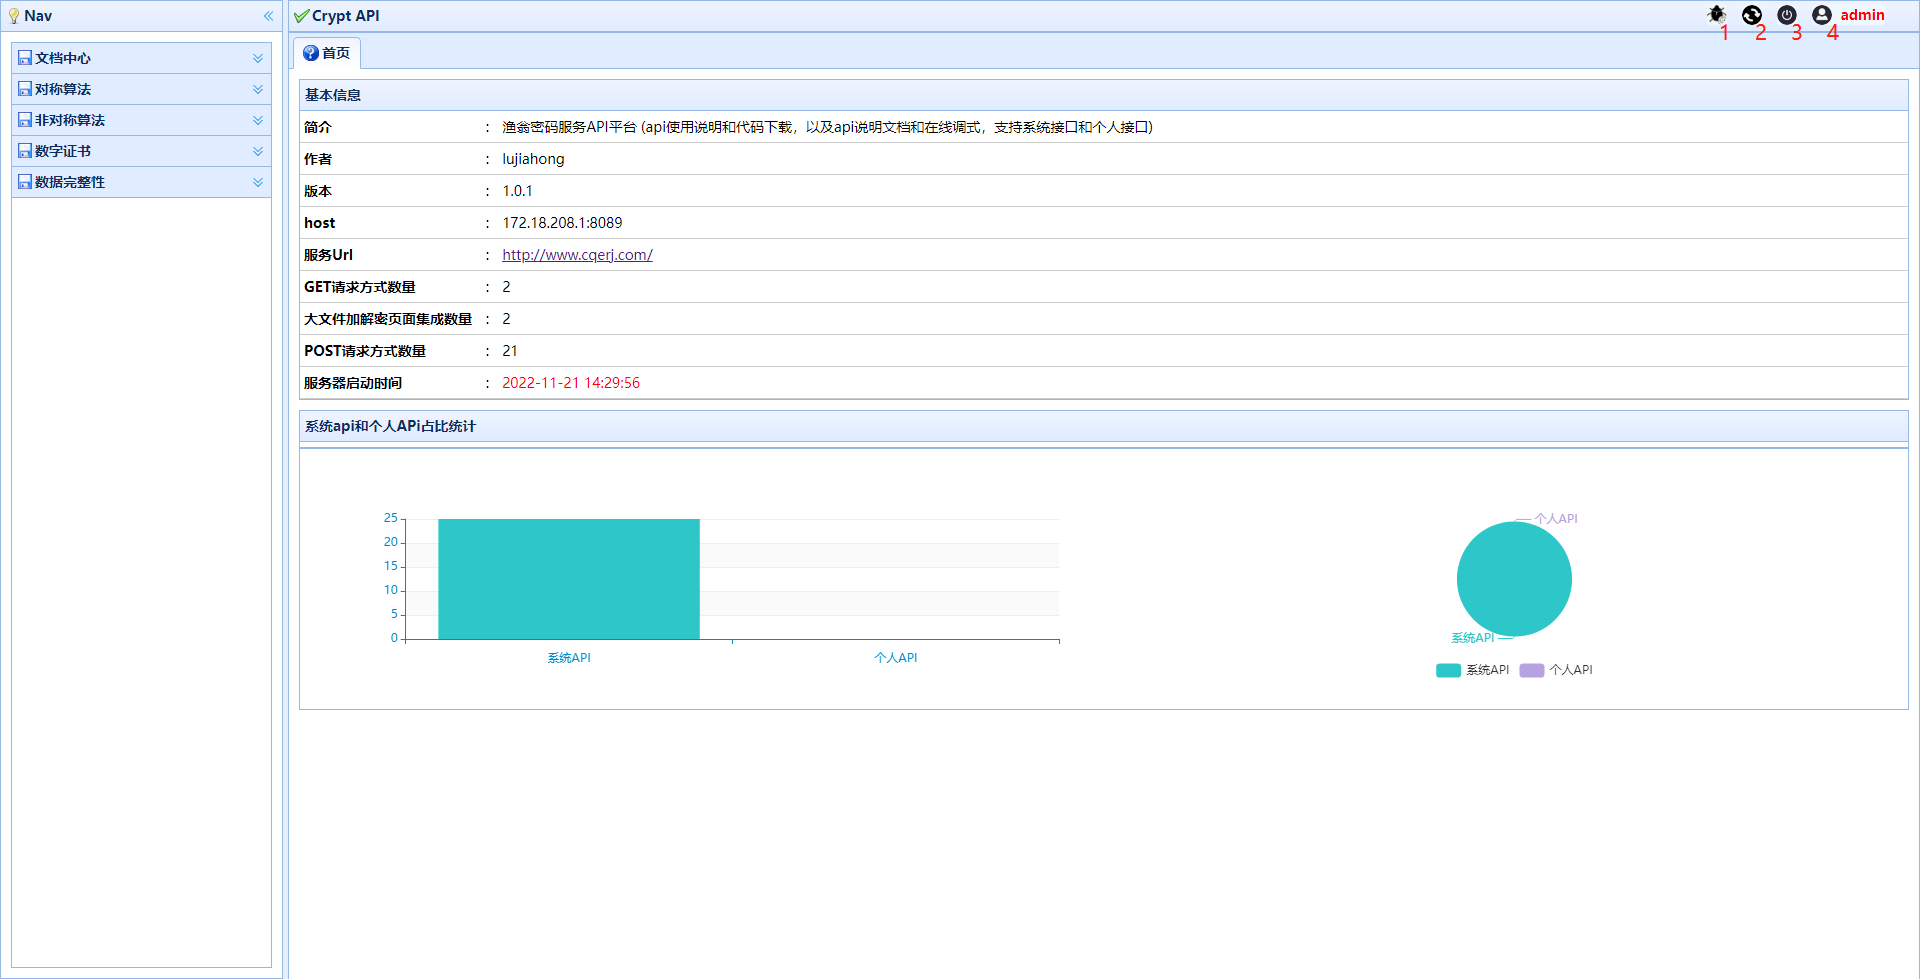 Nav
文档中心
对称算法
非对称算法
数字证书
数据完整性
Crypt API
admin
1 2 3 4
首页
基本信息
简介 : 渔翁密码服务API平台 (api使用说明和代码下载，以及api说明文档和在线调式，支持系统接口和个人接口)
作者 : lujiahong
版本 : 1.0.1
host : 172.18.208.1:8089
服务Url : http://www.cqerj.com/
GET请求方式数量 : 2
大文件加解密页面集成数量 : 2
POST请求方式数量 : 21
服务器启动时间 : 2022-11-21 14:29:56
系统api和个人APi占比统计
25
20
15
10
5
0
系统API 个人API
个人API
系统API
系统API 个人API